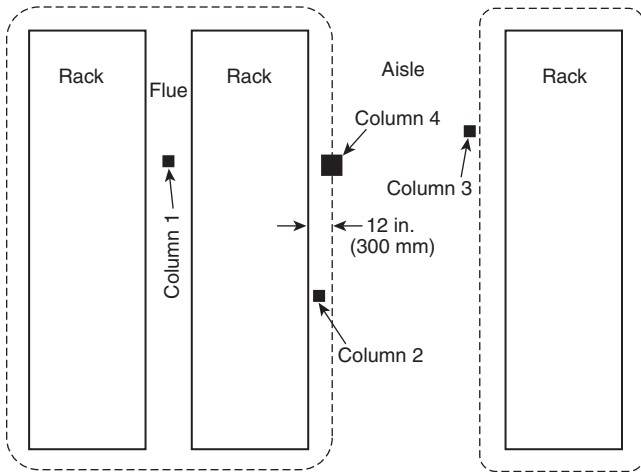 Rack
Flue
Rack
Aisle
Rack
Column 4
Column 3
Column 1
12 in.
(300 mm)
Column 2